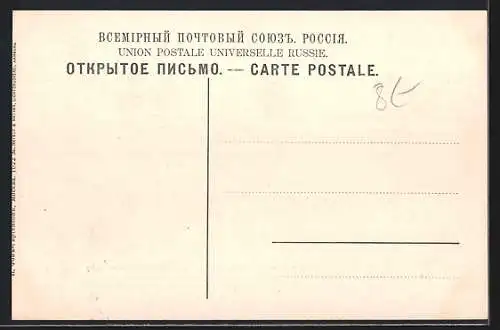 ВСЕМІРНЫЙ ПОЧТОВЫЙ СОЮЗЪ. РОССІЯ.
UNION POSTALE UNIVERSELLE RUSSIE.
ОТКРЫТОЕ ПИСЬМО. — CARTE POSTALE.
8€